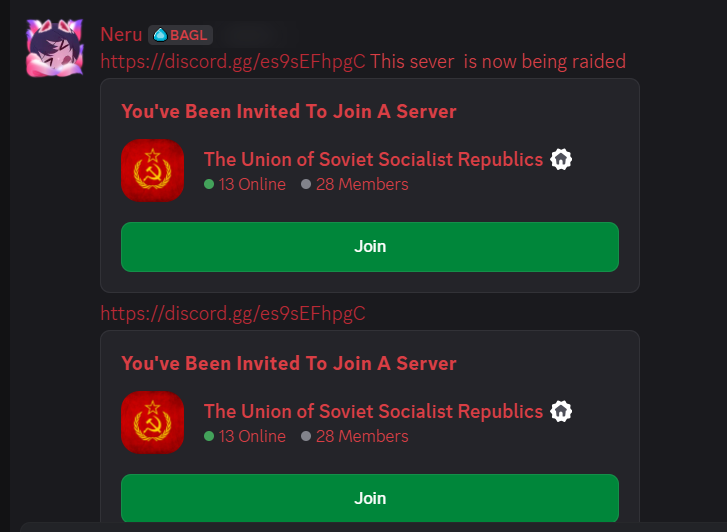 Neru BAGL
https://discord.gg/es9sEFhpgC This sever is now being raided
You've Been Invited To Join A Server
The Union of Soviet Socialist Republics
13 Online 28 Members
Join
https://discord.gg/es9sEFhpgC
You've Been Invited To Join A Server
The Union of Soviet Socialist Republics
13 Online 28 Members
Join